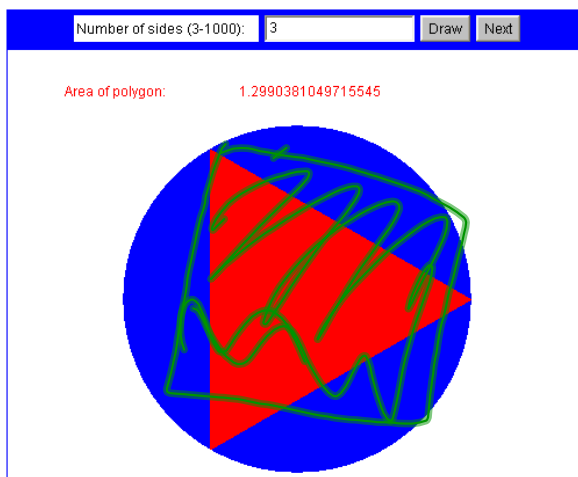 Number of sides (3-1000): 3 Draw Next
Area of polygon: 1.2990381049715545